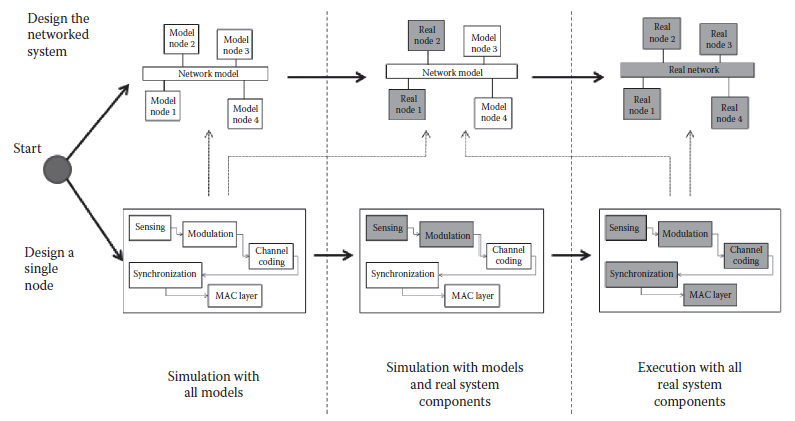 Design the
networked
system
Model
node 2
Model
node 3
Network model
Model
node 1
Model
node 4
Real
node 2
Model
node 3
Network model
Real
node 1
Model
node 4
Real
node 2
Real
node 3
Real network
Real
node 1
Real
node 4
Start
Design a
single
node
Sensing
Modulation
Channel
coding
Synchronization
MAC layer
Sensing
Modulation
Channel
coding
Synchronization
MAC layer
Sensing
Modulation
Channel
coding
Synchronization
MAC layer
Simulation with
all models
Simulation with models
and real system
components
Execution with all
real system
components